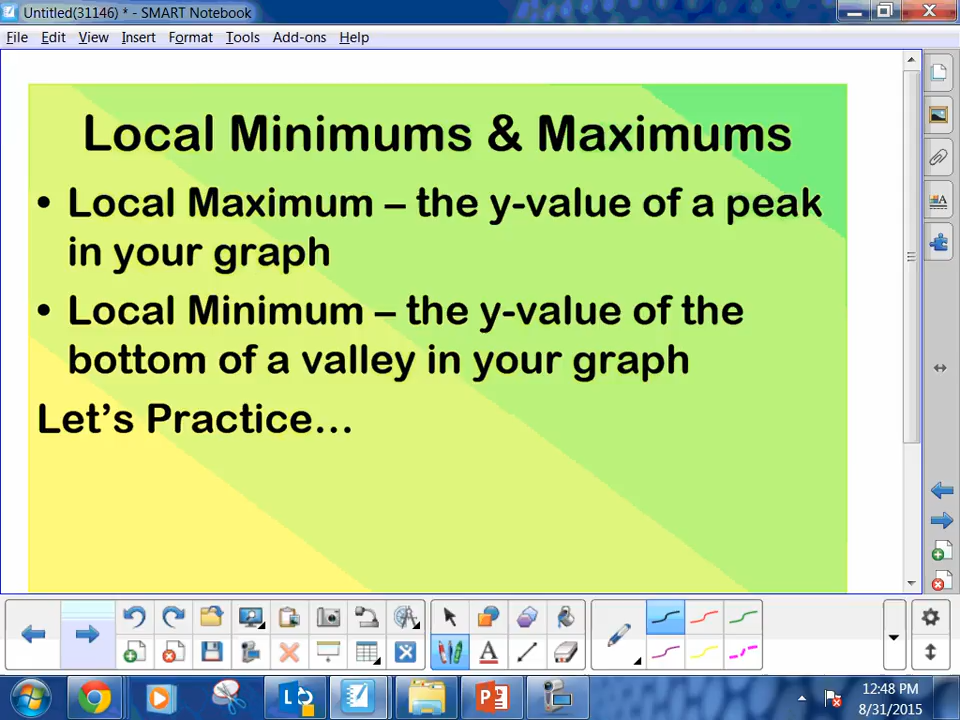 Untitled(31146) * - SMART Notebook
File Edit View Insert Format Tools Add-ons Help
Local Minimums & Maximums
• Local Maximum – the y-value of a peak
in your graph
• Local Minimum – the y-value of the
bottom of a valley in your graph
Let's Practice...
12:48 PM
8/31/2015